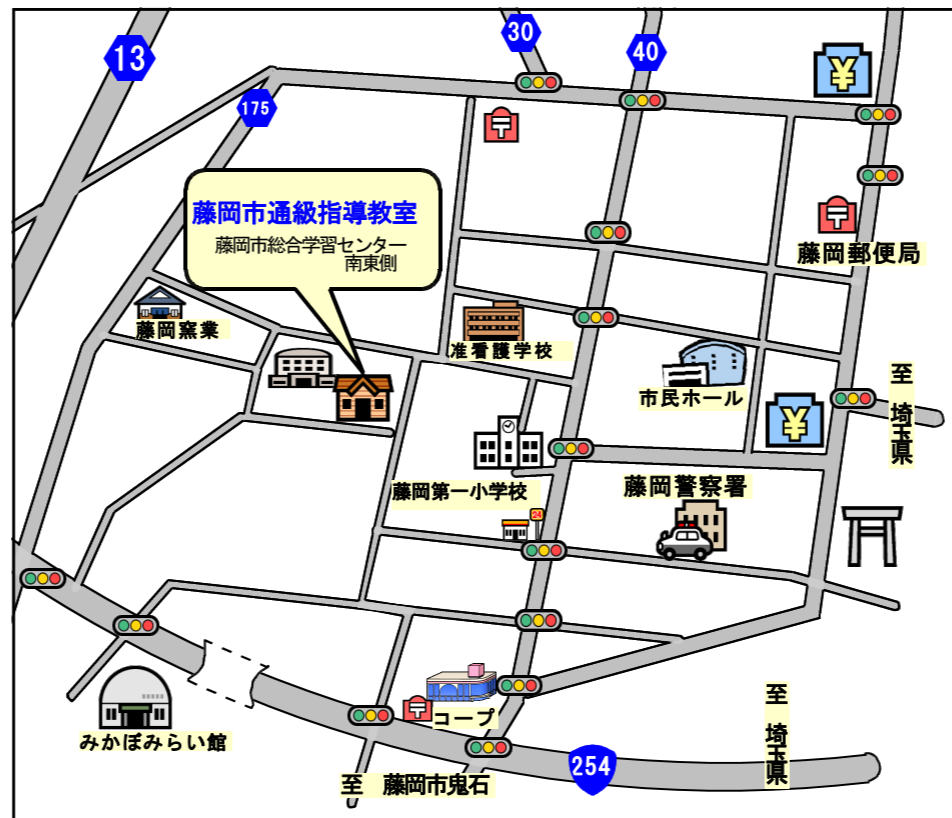 30
40
13
175
藤岡市通級指導教室
藤岡市総合学習センター
南東側
藤岡郵便局
藤岡窯業
准看護学校
市民ホール
至 埼玉県
藤岡第一小学校
藤岡警察署
24
コープ
みかぼみらい館
至 藤岡市鬼石
254
至 埼玉県